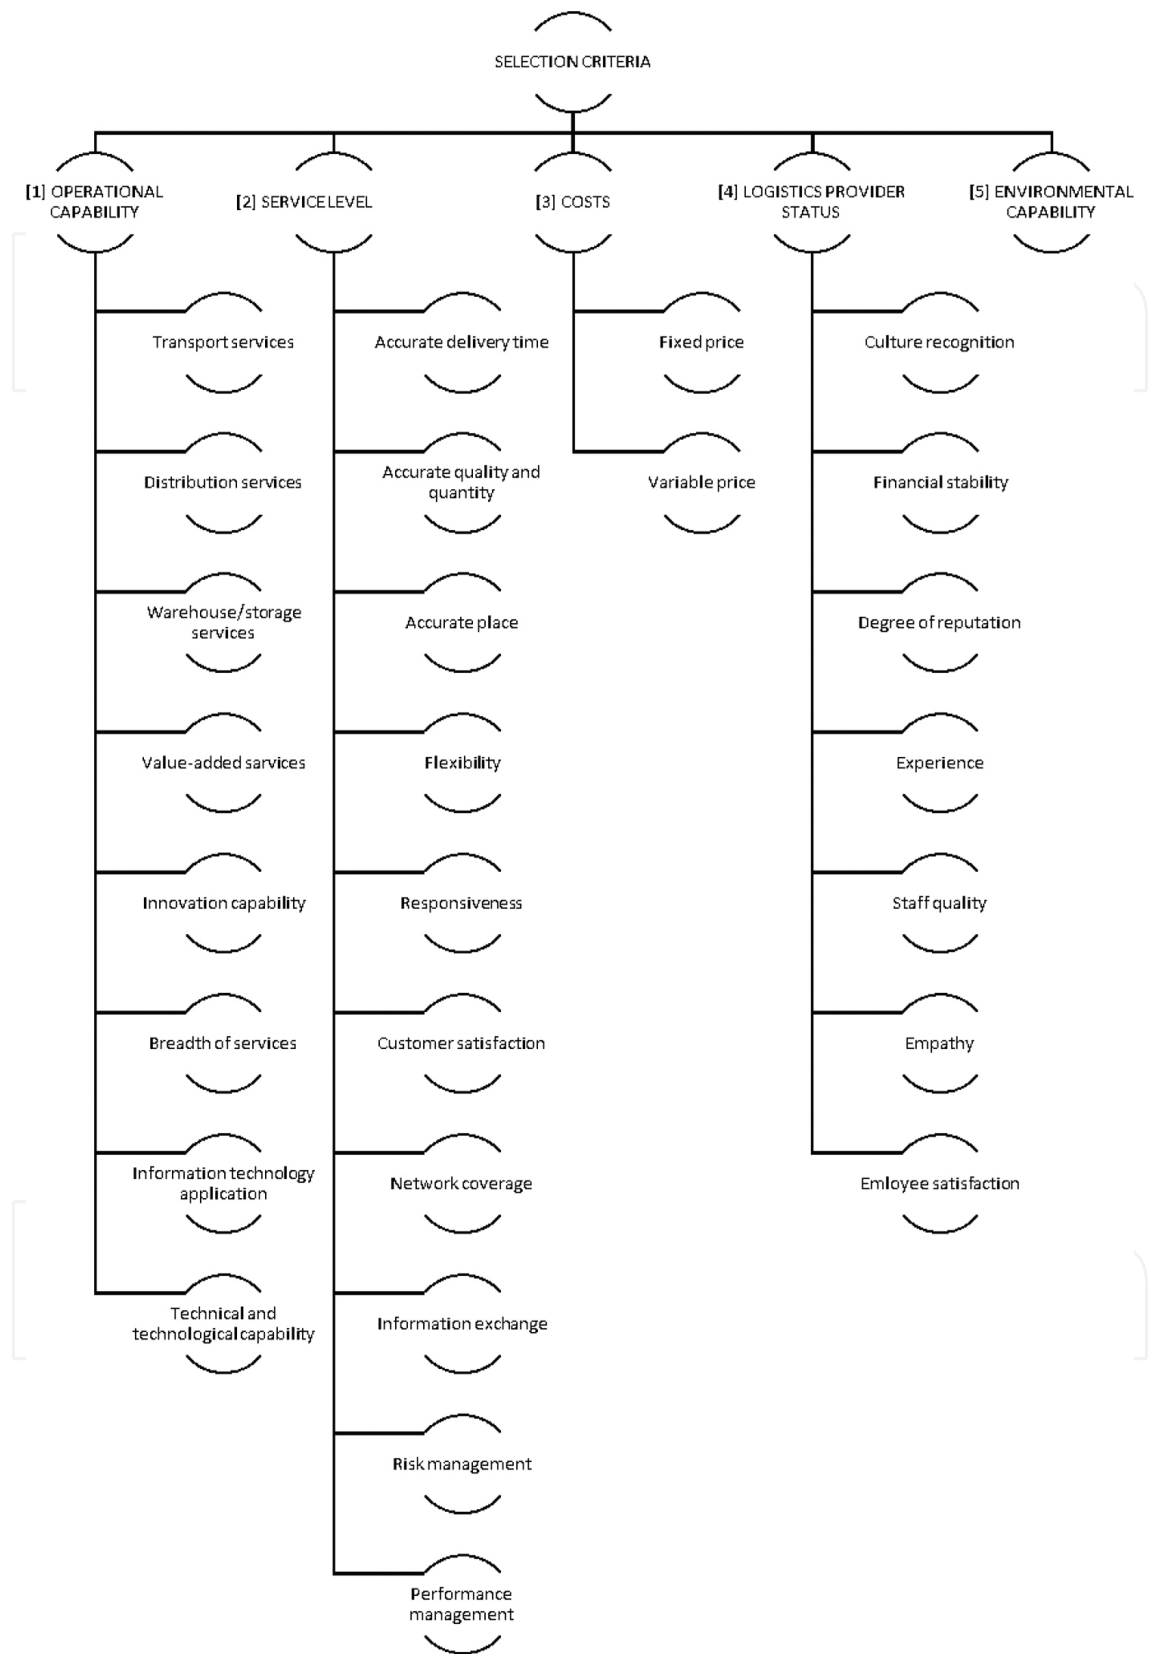 SELECTION CRITERIA
[1] OPERATIONAL
CAPABILITY
[2] SERVICE LEVEL
[3] COSTS
[4] LOGISTICS PROVIDER
STATUS
[5] ENVIRONMENTAL
CAPABILITY
Transport services
Distribution services
Warehouse/storage
services
Value-added sarvices
Innovation capability
Breadth of services
Information technology
application
Technical and
technological capability
Accurate delivery time
Accurate quality and
quantity
Accurate place
Flexibility
Responsiveness
Customer satisfaction
Network coverage
Information exchange
Risk management
Performance
management
Fixed price
Variable price
Culture recognition
Financial stability
Degree of reputation
Experience
Staff quality
Empathy
Emloyee satisfaction